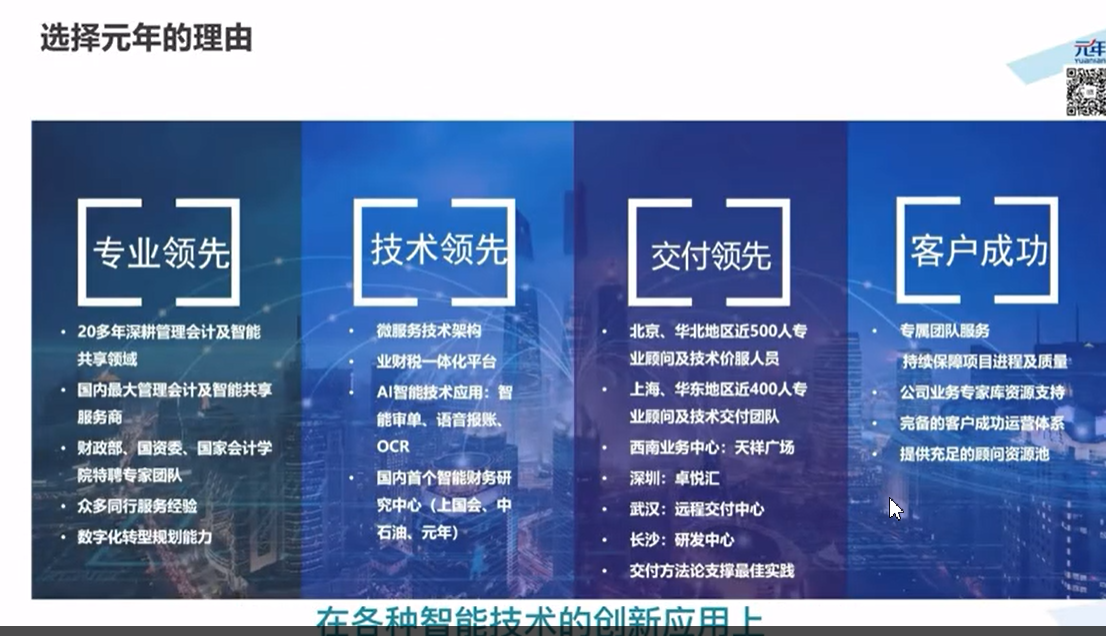 选择元年的理由
元年
YUANIAN
专业领先
20多年深耕管理会计及智能
共享领域
国内最大管理会计及智能共享
服务商
财政部、国资委、国家会计学
院特聘专家团队
众多同行服务经验
数字化转型规划能力
技术领先
微服务技术架构
业财税一体化平台
AI智能技术应用：智
能审单、语音报账、
OCR
国内首个智能财务研
究中心（上国会、中
石油、元年）
交付领先
北京、华北地区近500人专
业顾问及技术价服人员
上海、华东地区近400人专
业顾问及技术交付团队
西南业务中心：天祥广场
深圳：卓悦汇
武汉：远程交付中心
长沙：研发中心
交付方法论支撑最佳实践
客户成功
专属团队服务
持续保障项目进程及质量
公司业务专家库资源支持
完备的客户成功运营体系
提供充足的顾问资源池
在各种智能技术的创新应用上